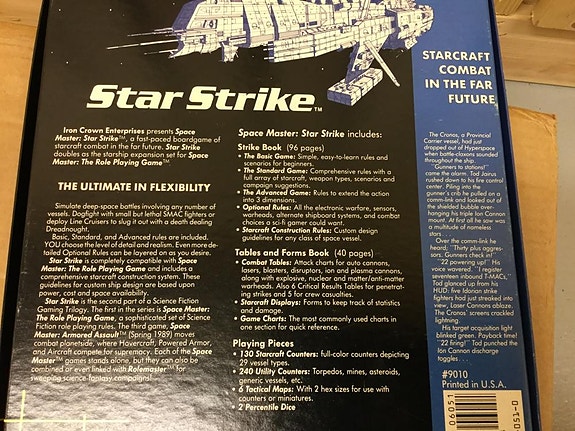 Star Strike™
STARCRAFT
COMBAT
IN THE FAR
FUTURE
Iron Crown Enterprises presents Space
Master: Star Strike™, a fast-paced boardgame of
starcraft combat in the far future. Star Strike
doubles as the starship expansion set for Space
Master: The Role Playing Game™.
THE ULTIMATE IN FLEXIBILITY
Simulate deep-space battles involving any number of
vessels. Dogfight with small but lethal SMAC fighters or
deploy Line Cruisers to slug it out with a death dealing
Dreadnought.
Basic, Standard, and Advanced rules are included.
YOU choose the level of detail and realism. Even more de-
tailed Optional Rules can be layered on as you desire.
Star Strike is completely compatible with Space
Master: The Role Playing Game™ and includes a
comprehensive starcraft construction system. These
guidelines for custom ship design are based upon power,
cost and space availability.
Star Strike is the second part of a Science Fiction
Gaming Trilogy. The first in the series is Space Master:
The Role Playing Game, a sophisticated set of Science
Fiction role playing rules. The third game, Space
Master: Armored Assault™ (Spring 1989) moves
combat planetside, where Hovercraft, Powered Armor,
and Aircraft compete for supremacy. Each of the Space
Master™ games stands alone, but they can also be
combined or even linked with Rolemaster™ for
sweeping science-fantasy campaigns!
Space Master: Star Strike includes:
Strike Book (96 pages)
• The Basic Game: Simple, easy-to-learn rules and
scenarios for beginners.
• The Standard Game: Comprehensive rules with a
full array of starcraft, weapon types, scenarios and
campaign suggestions.
• The Advanced Game: Rules to extend the action
into 3 dimensions.
• Optional Rules: All the electronic warfare, sensors,
warheads, alternate shipboard systems, and combat
choices a sci-fi gamer could want.
• Starcraft Construction Rules: Custom design
guidelines for any class of space vessel.
Tables and Forms Book (40 pages)
• Combat Tables: Attack charts for auto cannons,
lasers, blasters, disruptors, ion and plasma cannons,
along with explosive, nuclear and matter/anti-matter
warheads. Also 6 Critical Results Tables for penetrat-
ing strikes and 5 for crew casualties.
• Starcraft Displays: Forms to keep track of statistics
and damage.
• Game Charts: The most commonly used charts in
one section for quick reference.
Playing Pieces
• 130 Starcraft Counters: full-color counters depicting
29 vessel types.
• 240 Utility Counters: Torpedos, mines, asteroids,
generic vessels, etc.
• 6 Tactical Maps: With 2 hex sizes for use with
counters or miniatures.
• 2 Percentile Dice
The Cronos, a Provincial
Carrier vessel, had just
dropped out of Hyperspace
when battle-claxons sounded
throughout the ship.
"Gunners to stations!"
came the alarm. Tod Jairus
rushed down to his fire control
center. Piling into the
gunner's crib he pulled on a
com-link and looked out of
the shielded bubble over-
hanging his triple Ion Cannon
mount. At first all he saw was
a multitude of nameless
stars . . .
Over the comm-link he
heard; "Thirty plus aggres-
sors. Gunners check in!"
"22 powering up!" His
voice wavered. "I register
seventeen inbound T-MACs,"
Tod glanced up from his
HUD: five Idonian strike
fighters had just streaked into
view, Laser Cannons ablaze.
The Cronos' screens crackled
lightning.
His target acquisition
light blinked green. Payback time!
"22 firing!" Tod punched the
Ion Cannon discharge
toggles . . .
#9010
Printed in U.S.A.
06051